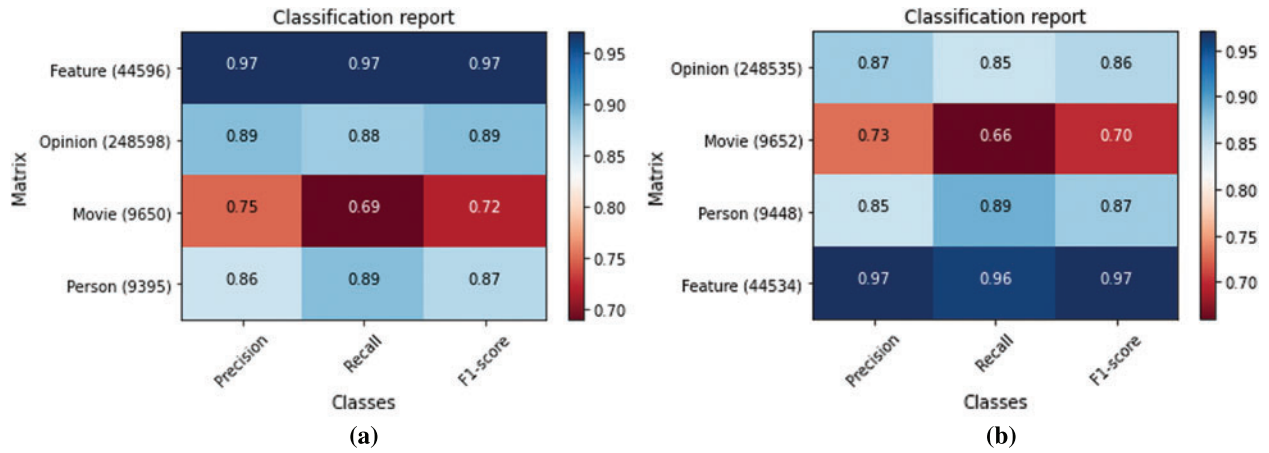 Classification report
Matrix
Feature (44596) 0.97 0.97 0.97
Opinion (248598) 0.89 0.88 0.89
Movie (9650) 0.75 0.69 0.72
Person (9395) 0.86 0.89 0.87
Precision Recall F1-score
Classes
0.95
0.90
0.85
0.80
0.75
0.70
(a)
Classification report
Matrix
Opinion (248535) 0.87 0.85 0.86
Movie (9652) 0.73 0.66 0.70
Person (9448) 0.85 0.89 0.87
Feature (44534) 0.97 0.96 0.97
Precision Recall F1-score
Classes
0.95
0.90
0.85
0.80
0.75
0.70
(b)